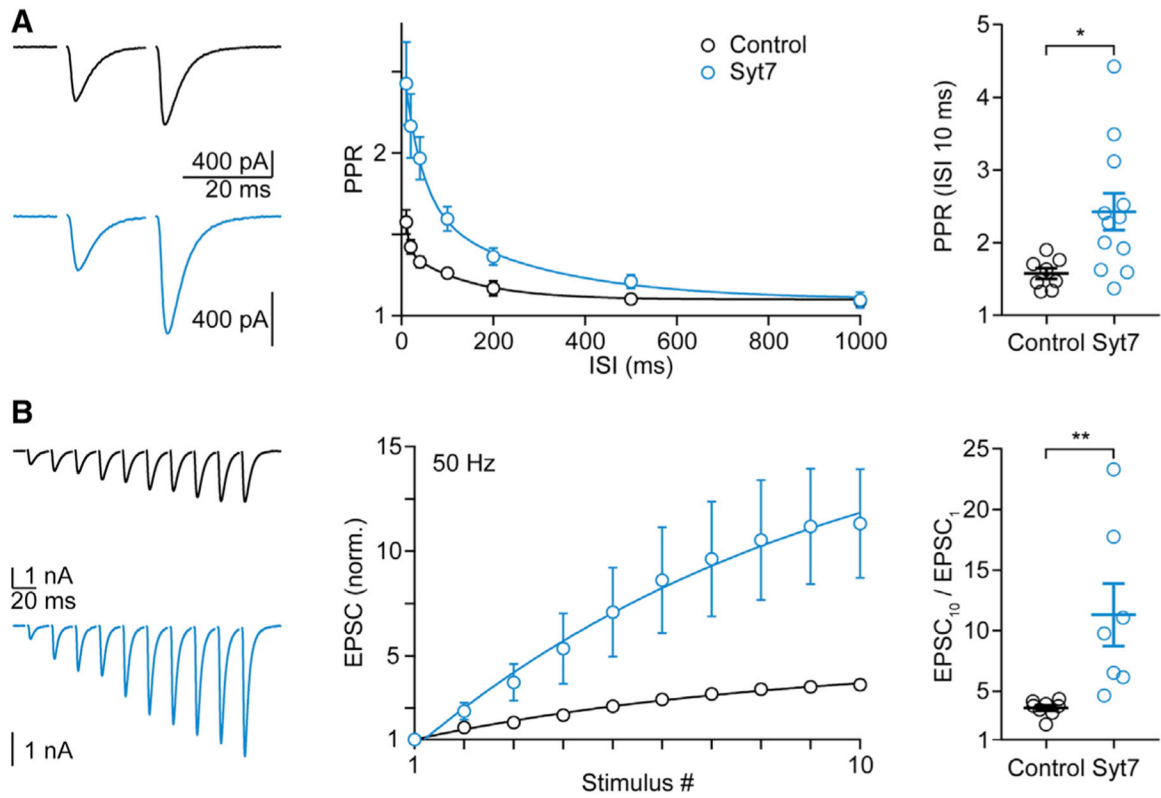 A
400 pA
20 ms
400 pA
PPR
2
1
0
200
400
600
800
1000
ISI (ms)
Control
Syt7
PPR (ISI 10 ms)
5
4
3
2
1
*
Control Syt7
B
1 nA
20 ms
1 nA
EPSC (norm.)
15
10
5
1
50 Hz
1
10
Stimulus #
EPSC₁₀ / EPSC₁
25
20
15
10
5
1
**
Control Syt7